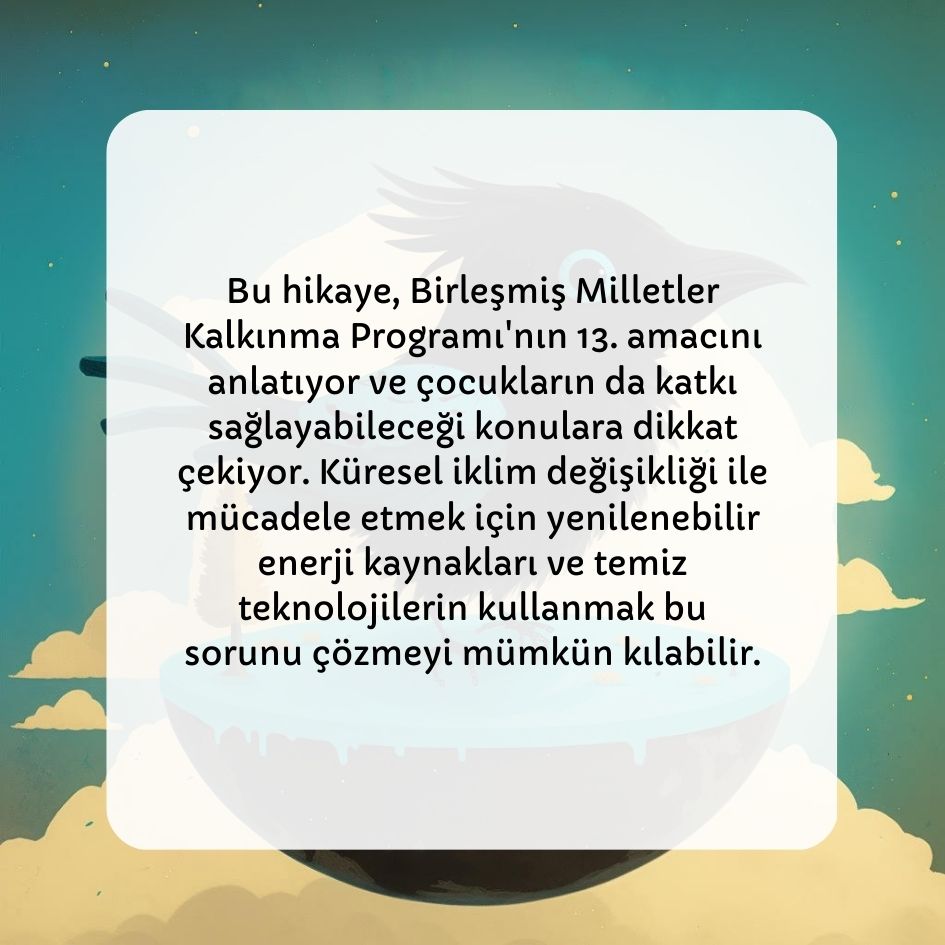 Bu hikaye, Birleşmiş Milletler
Kalkınma Programı'nın 13. amacını
anlatıyor ve çocukların da katkı
sağlayabileceği konulara dikkat
çekiyor. Küresel iklim değişikliği ile
mücadele etmek için yenilenebilir
enerji kaynakları ve temiz
teknolojilerin kullanmak bu
sorunu çözmeyi mümkün kılabilir.